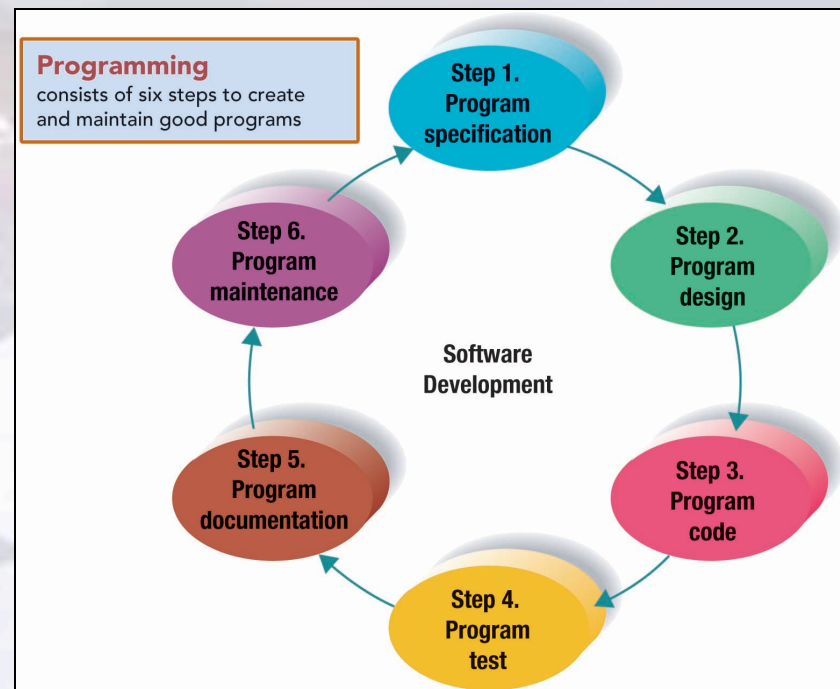 Programming
consists of six steps to create
and maintain good programs
Step 1.
Program
specification
Step 2.
Program
design
Step 3.
Program
code
Step 4.
Program
test
Step 5.
Program
documentation
Step 6.
Program
maintenance
Software
Development